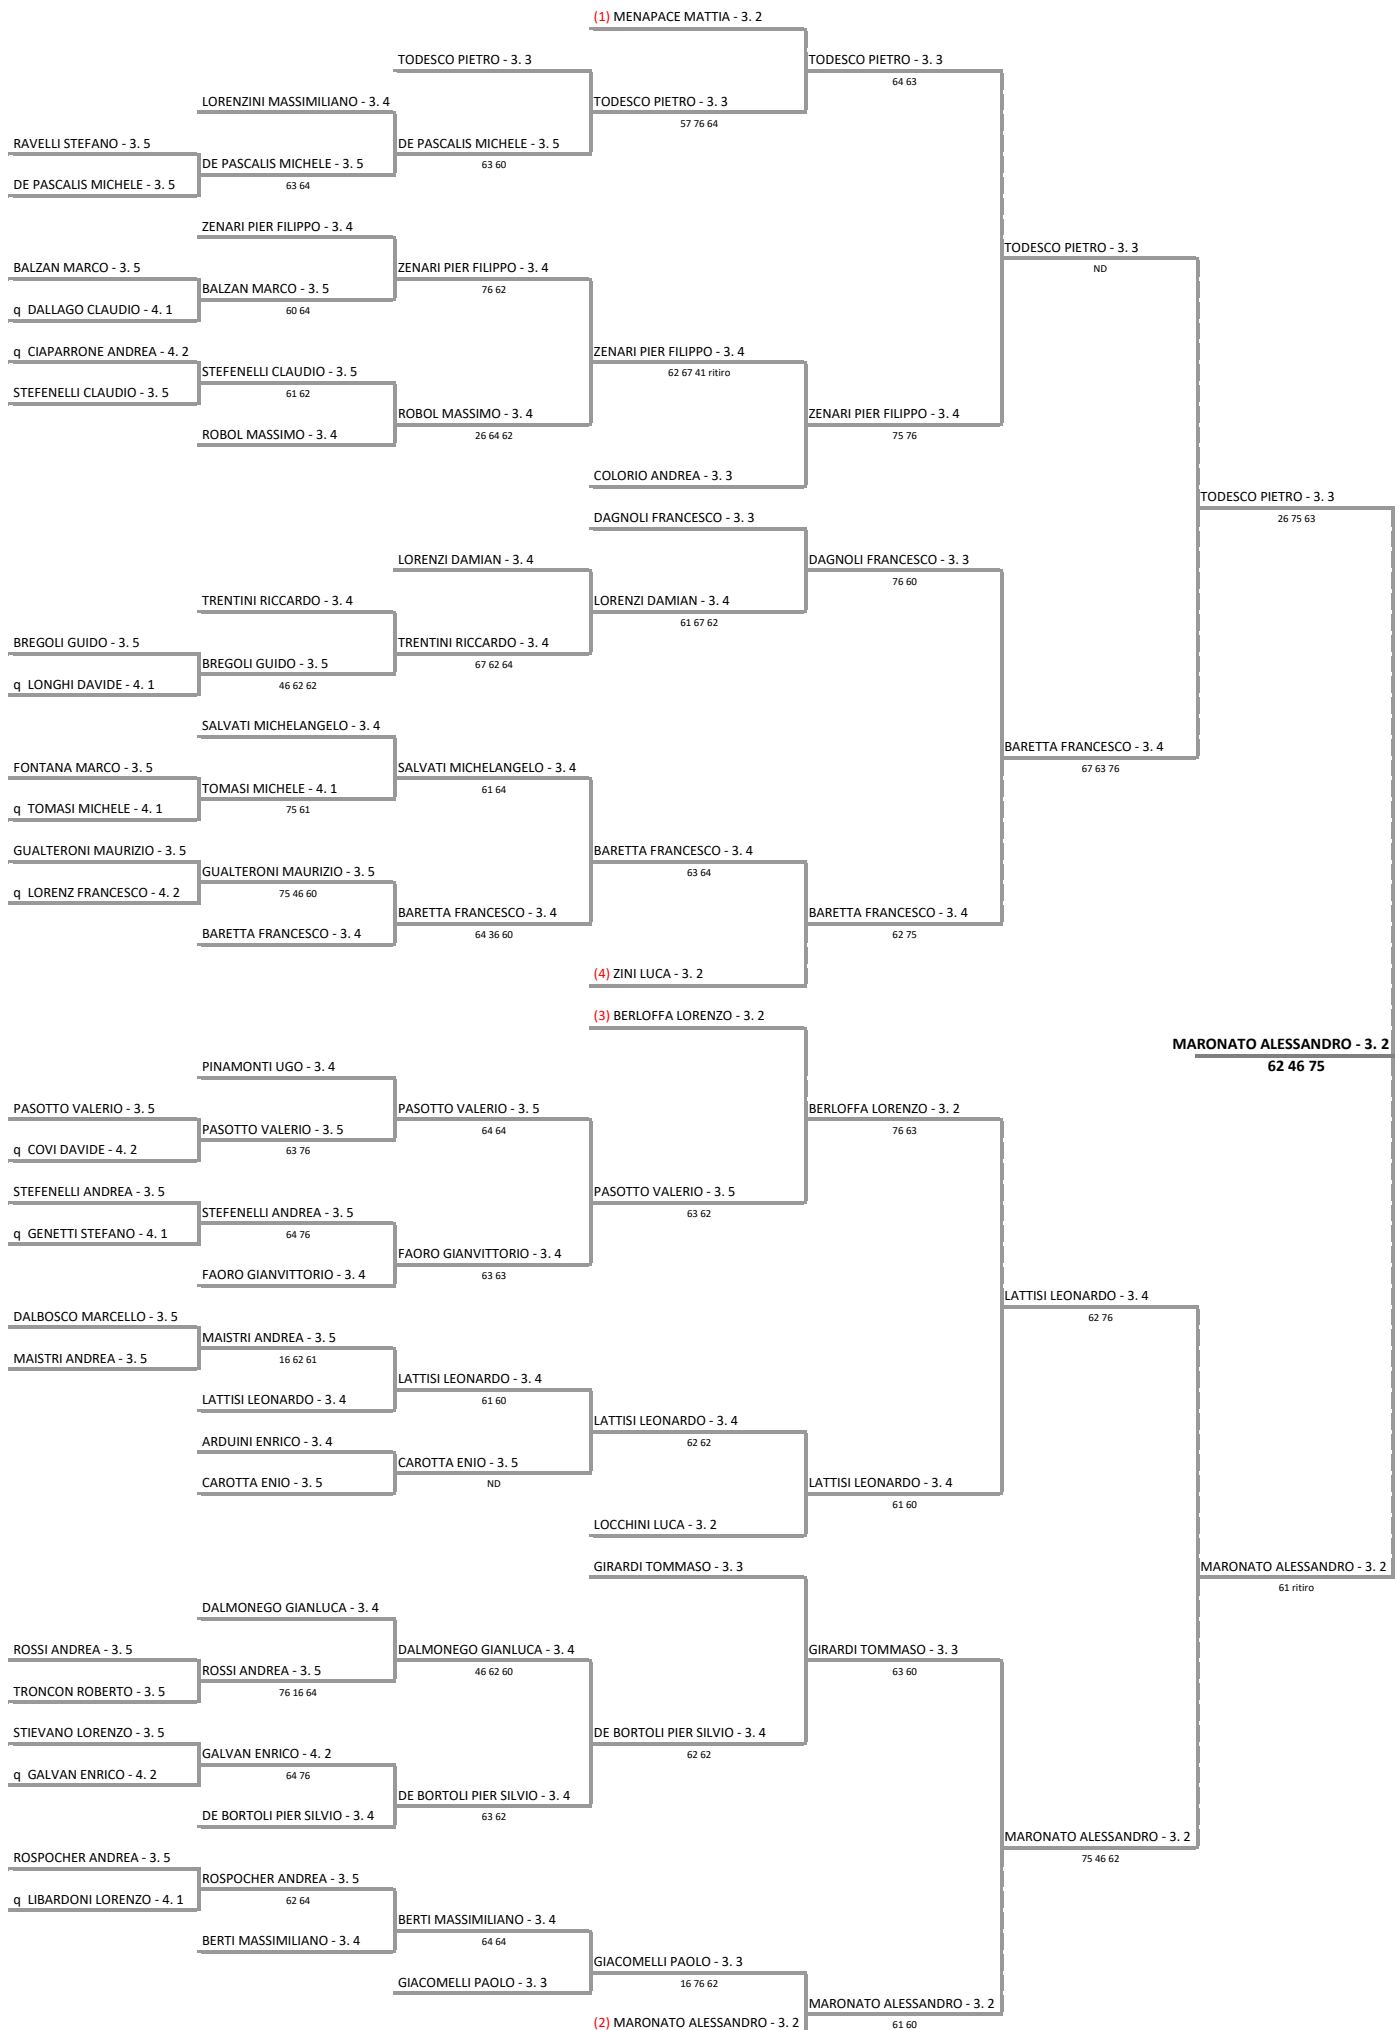 (1) MENAPACE MATTIA - 3. 2
TODESCO PIETRO - 3. 3
TODESCO PIETRO - 3. 3
64 63
LORENZINI MASSIMILIANO - 3. 4
TODESCO PIETRO - 3. 3
57 76 64
RAVELLI STEFANO - 3. 5
DE PASCALIS MICHELE - 3. 5
63 60
DE PASCALIS MICHELE - 3. 5
63 64
DE PASCALIS MICHELE - 3. 5
ZENARI PIER FILIPPO - 3. 4
TODESCO PIETRO - 3. 3
ND
BALZAN MARCO - 3. 5
ZENARI PIER FILIPPO - 3. 4
76 62
BALZAN MARCO - 3. 5
60 64
q DALLAGO CLAUDIO - 4. 1
q CIAPARRONE ANDREA - 4. 2
ZENARI PIER FILIPPO - 3. 4
62 67 41 ritiro
STEFENELLI CLAUDIO - 3. 5
61 62
STEFENELLI CLAUDIO - 3. 5
ROBOL MASSIMO - 3. 4
26 64 62
ZENARI PIER FILIPPO - 3. 4
75 76
ROBOL MASSIMO - 3. 4
COLORIO ANDREA - 3. 3
TODESCO PIETRO - 3. 3
26 75 63
DAGNOLI FRANCESCO - 3. 3
LORENZI DAMIAN - 3. 4
DAGNOLI FRANCESCO - 3. 3
76 60
TRENTINI RICCARDO - 3. 4
LORENZI DAMIAN - 3. 4
61 67 62
BREGOLI GUIDO - 3. 5
TRENTINI RICCARDO - 3. 4
67 62 64
BREGOLI GUIDO - 3. 5
46 62 62
q LONGHI DAVIDE - 4. 1
SALVATI MICHELANGELO - 3. 4
BARETTA FRANCESCO - 3. 4
67 63 76
FONTANA MARCO - 3. 5
SALVATI MICHELANGELO - 3. 4
61 64
TOMASI MICHELE - 4. 1
75 61
q TOMASI MICHELE - 4. 1
GUALTERONI MAURIZIO - 3. 5
BARETTA FRANCESCO - 3. 4
63 64
GUALTERONI MAURIZIO - 3. 5
75 46 60
q LORENZ FRANCESCO - 4. 2
BARETTA FRANCESCO - 3. 4
64 36 60
BARETTA FRANCESCO - 3. 4
62 75
BARETTA FRANCESCO - 3. 4
(4) ZINI LUCA - 3. 2
(3) BERLOFFA LORENZO - 3. 2
MARONATO ALESSANDRO - 3. 2
62 46 75
PINAMONTI UGO - 3. 4
PASOTTO VALERIO - 3. 5
PASOTTO VALERIO - 3. 5
64 64
BERLOFFA LORENZO - 3. 2
76 63
PASOTTO VALERIO - 3. 5
63 76
q COVI DAVIDE - 4. 2
STEFENELLI ANDREA - 3. 5
PASOTTO VALERIO - 3. 5
63 62
STEFENELLI ANDREA - 3. 5
64 76
q GENETTI STEFANO - 4. 1
FAORO GIANVITTORIO - 3. 4
63 63
FAORO GIANVITTORIO - 3. 4
LATTISI LEONARDO - 3. 4
62 76
DALBOSCO MARCELLO - 3. 5
MAISTRI ANDREA - 3. 5
16 62 61
MAISTRI ANDREA - 3. 5
LATTISI LEONARDO - 3. 4
61 60
LATTISI LEONARDO - 3. 4
LATTISI LEONARDO - 3. 4
62 62
ARDUINI ENRICO - 3. 4
CAROTTA ENIO - 3. 5
ND
CAROTTA ENIO - 3. 5
LATTISI LEONARDO - 3. 4
61 60
LOCCHINI LUCA - 3. 2
GIRARDI TOMMASO - 3. 3
MARONATO ALESSANDRO - 3. 2
61 ritiro
DALMONEGO GIANLUCA - 3. 4
ROSSI ANDREA - 3. 5
DALMONEGO GIANLUCA - 3. 4
46 62 60
GIRARDI TOMMASO - 3. 3
63 60
ROSSI ANDREA - 3. 5
76 16 64
TRONCON ROBERTO - 3. 5
STIEVANO LORENZO - 3. 5
DE BORTOLI PIER SILVIO - 3. 4
62 62
GALVAN ENRICO - 4. 2
64 76
q GALVAN ENRICO - 4. 2
DE BORTOLI PIER SILVIO - 3. 4
63 62
DE BORTOLI PIER SILVIO - 3. 4
MARONATO ALESSANDRO - 3. 2
75 46 62
ROSPOCHER ANDREA - 3. 5
ROSPOCHER ANDREA - 3. 5
62 64
q LIBARDONI LORENZO - 4. 1
BERTI MASSIMILIANO - 3. 4
64 64
BERTI MASSIMILIANO - 3. 4
GIACOMELLI PAOLO - 3. 3
16 76 62
GIACOMELLI PAOLO - 3. 3
MARONATO ALESSANDRO - 3. 2
61 60
(2) MARONATO ALESSANDRO - 3. 2